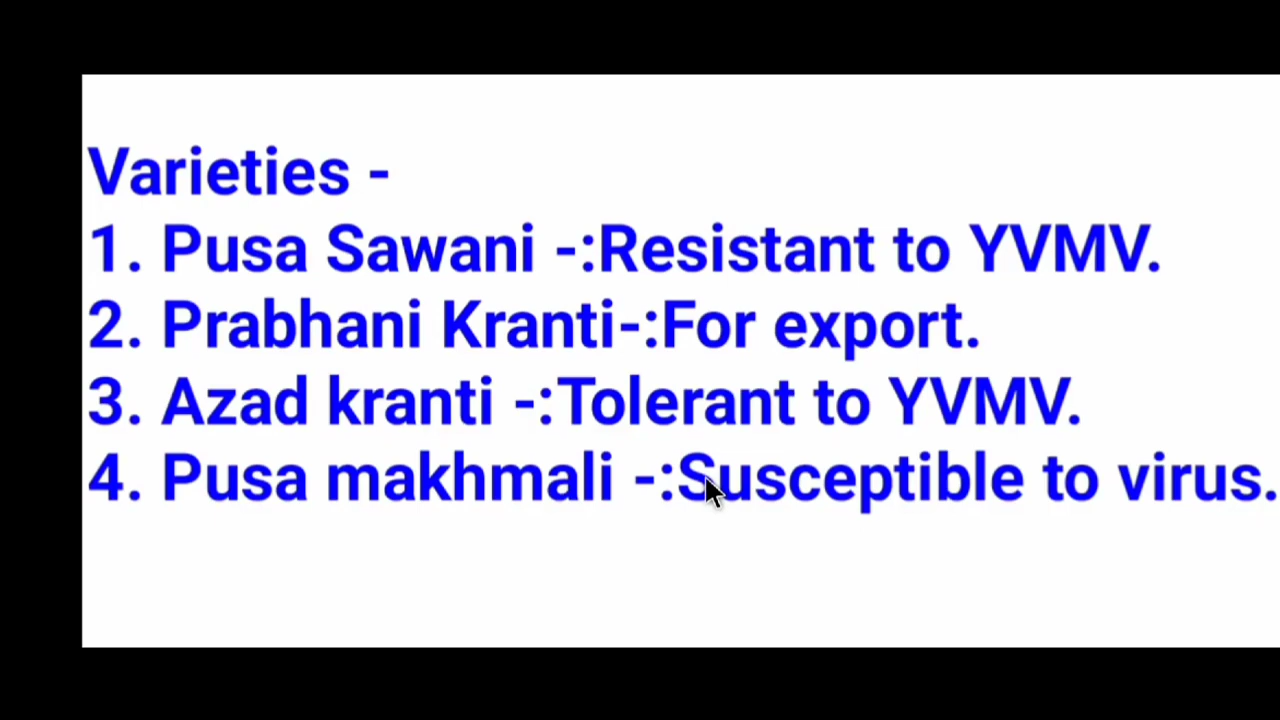 Varieties -
1. Pusa Sawani -:Resistant to YVMV.
2. Prabhani Kranti-:For export.
3. Azad kranti -:Tolerant to YVMV.
4. Pusa makhmali -:Susceptible to virus.